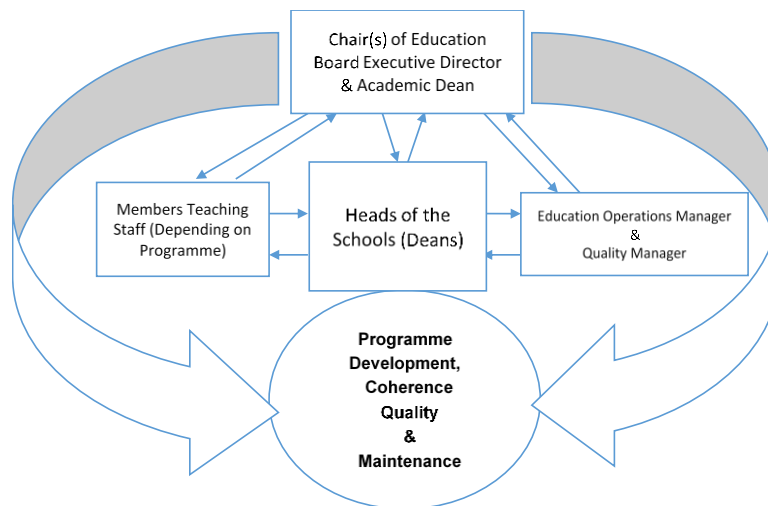 Chair(s) of Education
Board Executive Director
& Academic Dean
Members Teaching
Staff (Depending on
Programme)
Heads of the
Schools (Deans)
Education Operations Manager
&
Quality Manager
Programme
Development,
Coherence
Quality
&
Maintenance